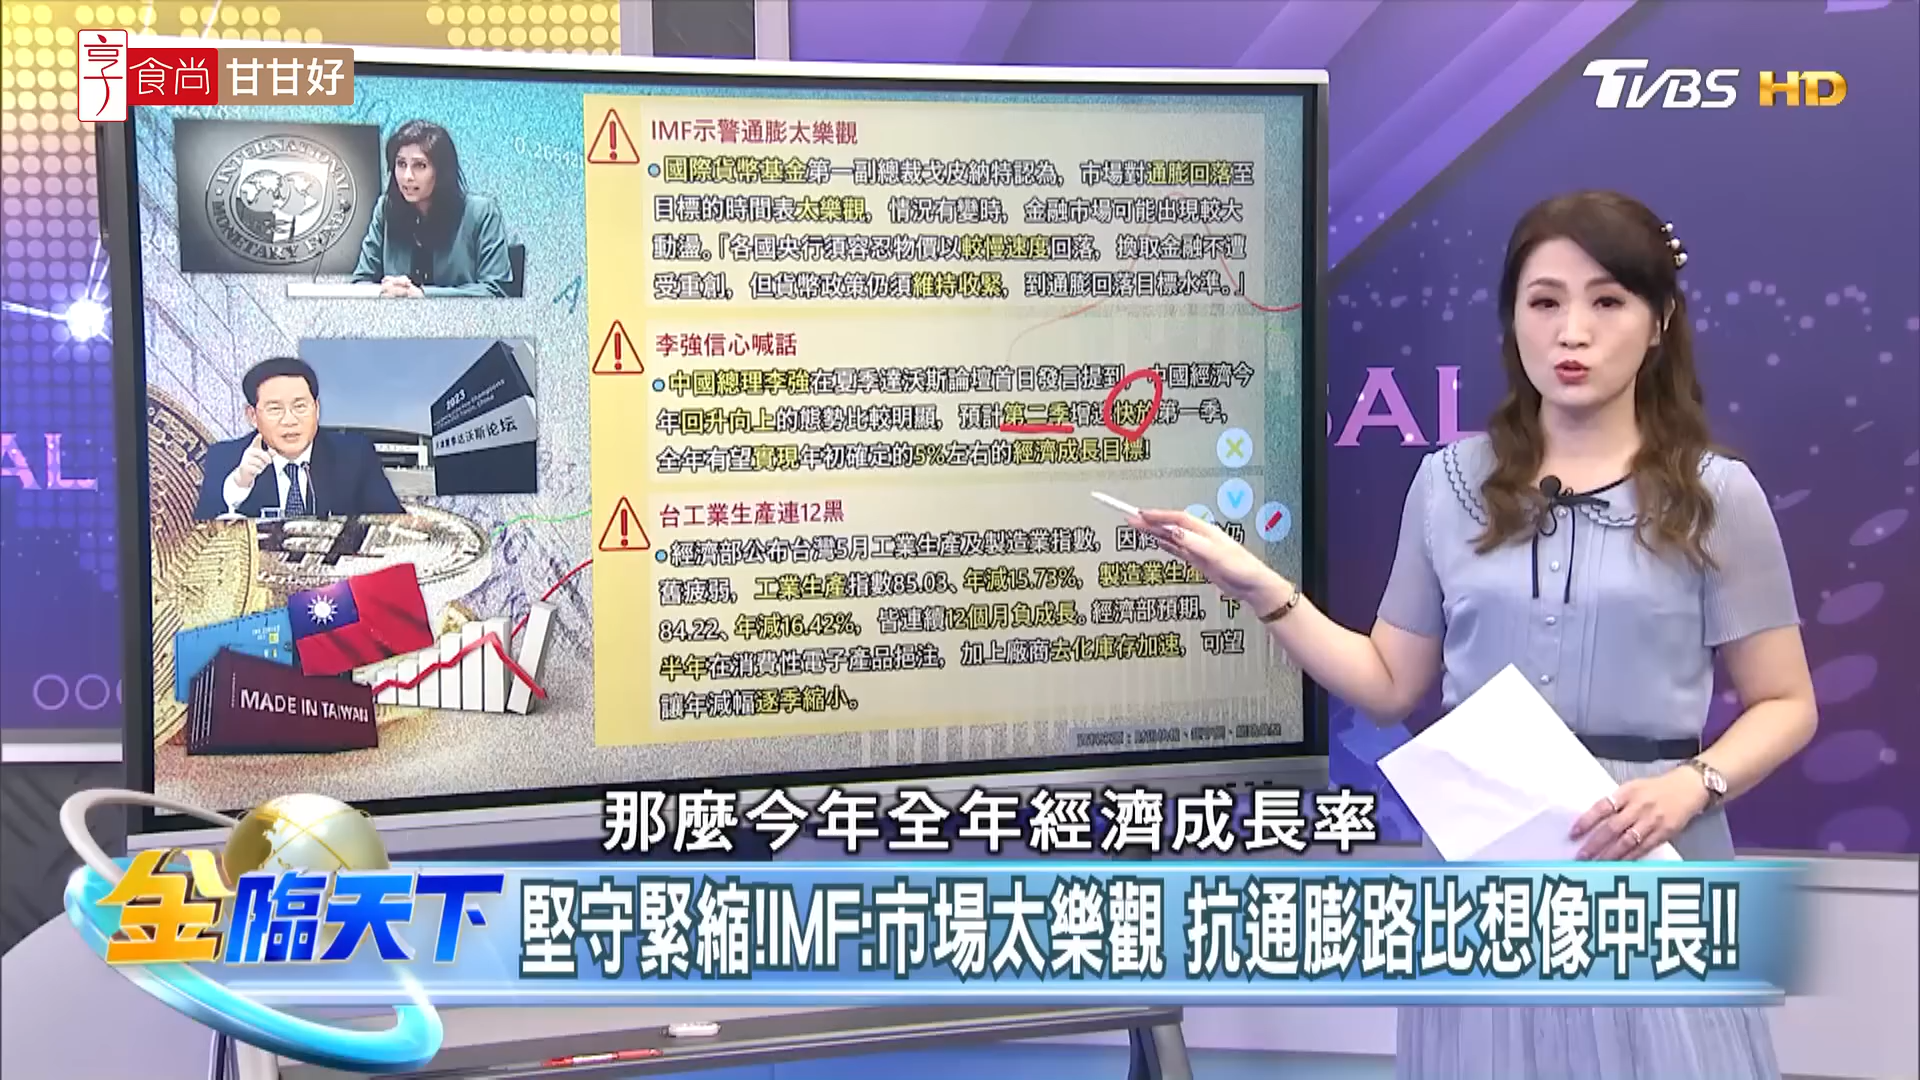 享
食尚
甘甘好
TVBS HD
IMF示警通膨太樂觀
國際貨幣基金第一副總裁戈皮納特認為，市場對通膨回落至
目標的時間表太樂觀，情況有變時，金融市場可能出現較大
動盪。「各國央行須容忍物價以較慢速度回落，換取金融不遭
受重創，但貨幣政策仍須維持收緊，到通膨回落目標水準。」
李強信心喊話
中國總理李強在夏季達沃斯論壇首日發言提到，中國經濟今
年回升向上的態勢比較明顯，預計第二季增速快於第一季，
全年有望實現年初確定的5%左右的經濟成長目標!
台工業生產連12黑
經濟部公布台灣5月工業生產及製造業指數，因終 仍
舊疲弱，工業生產指數85.03、年減15.73%，製造業生產
84.22、年減16.42%，皆連續12個月負成長。經濟部預期，下
半年在消費性電子產品挹注，加上廠商去化庫存加速，可望
讓年減幅逐季縮小。
INTERNATIONAL
MONETARY FUND
2023
夏季达沃斯论坛
MADE IN TAIWAN
AL
BAL
那麼今年全年經濟成長率
金臨天下
堅守緊縮!IMF:市場太樂觀 抗通膨路比想像中長!!